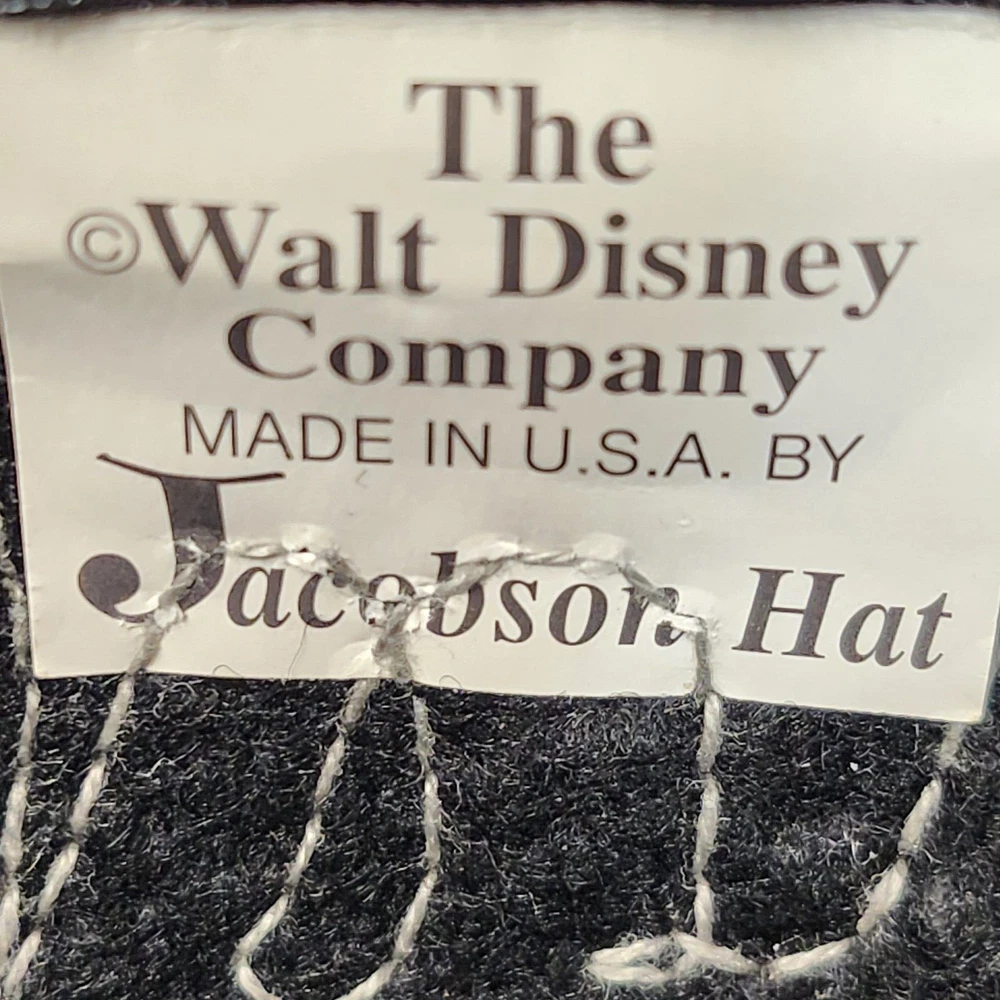 The
©Walt Disney
Company
MADE IN U.S.A. BY
Jacobson Hat